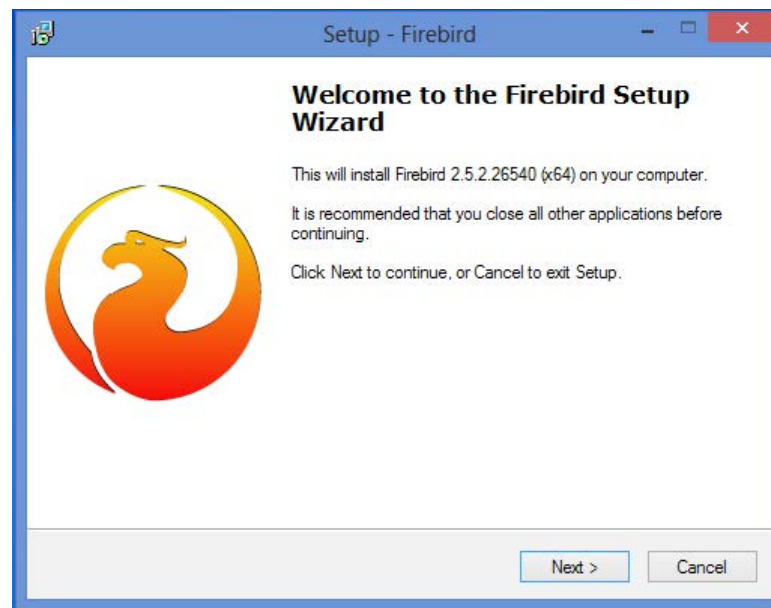 Setup - Firebird
Welcome to the Firebird Setup
Wizard
This will install Firebird 2.5.2.26540 (x64) on your computer.
It is recommended that you close all other applications before
continuing.
Click Next to continue, or Cancel to exit Setup.
Next >
Cancel